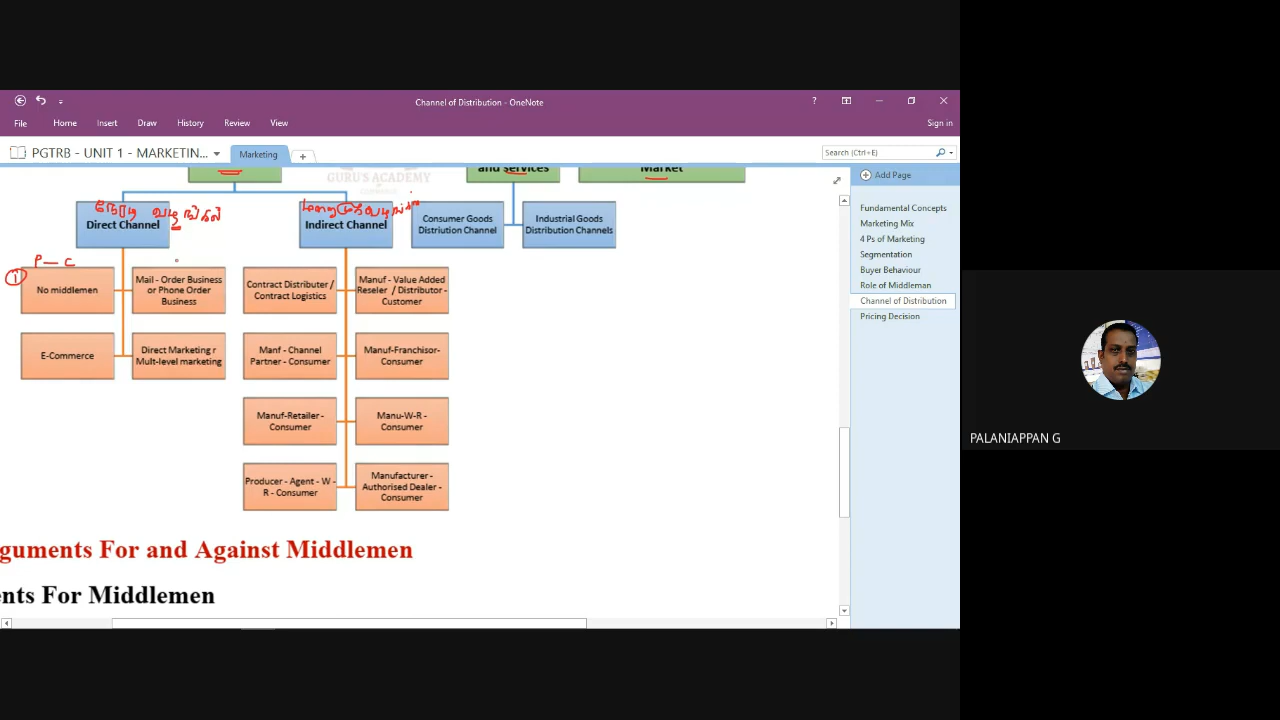 Channel of Distribution - OneNote
?
File Home Insert Draw History Review View
Sign in
PGTRB - UNIT 1 - MARKETIN...
Marketing
+
Search (Ctrl+E)
Add Page
Fundamental Concepts
Marketing Mix
4 Ps of Marketing
Segmentation
Buyer Behaviour
Role of Middleman
Channel of Distribution
Pricing Decision
GURU'S ACADEMY
and services
Market
நேரடி
Direct Channel
Indirect Channel
Consumer Goods
Distriution Channel
Industrial Goods
Distribution Channels
P - C
1
No middlemen
Mail - Order Business
or Phone Order
Business
E-Commerce
Direct Marketing r
Mult-level marketing
Contract Distributer /
Contract Logistics
Manuf - Value Added
Reseler / Distributor -
Customer
Manf - Channel
Partner - Consumer
Manuf-Franchisor-
Consumer
Manuf-Retailer -
Consumer
Manu-W-R -
Consumer
Producer - Agent - W -
R - Consumer
Manufacturer -
Authorised Dealer -
Consumer
guments For and Against Middlemen
ents For Middlemen
PALANIAPPAN G